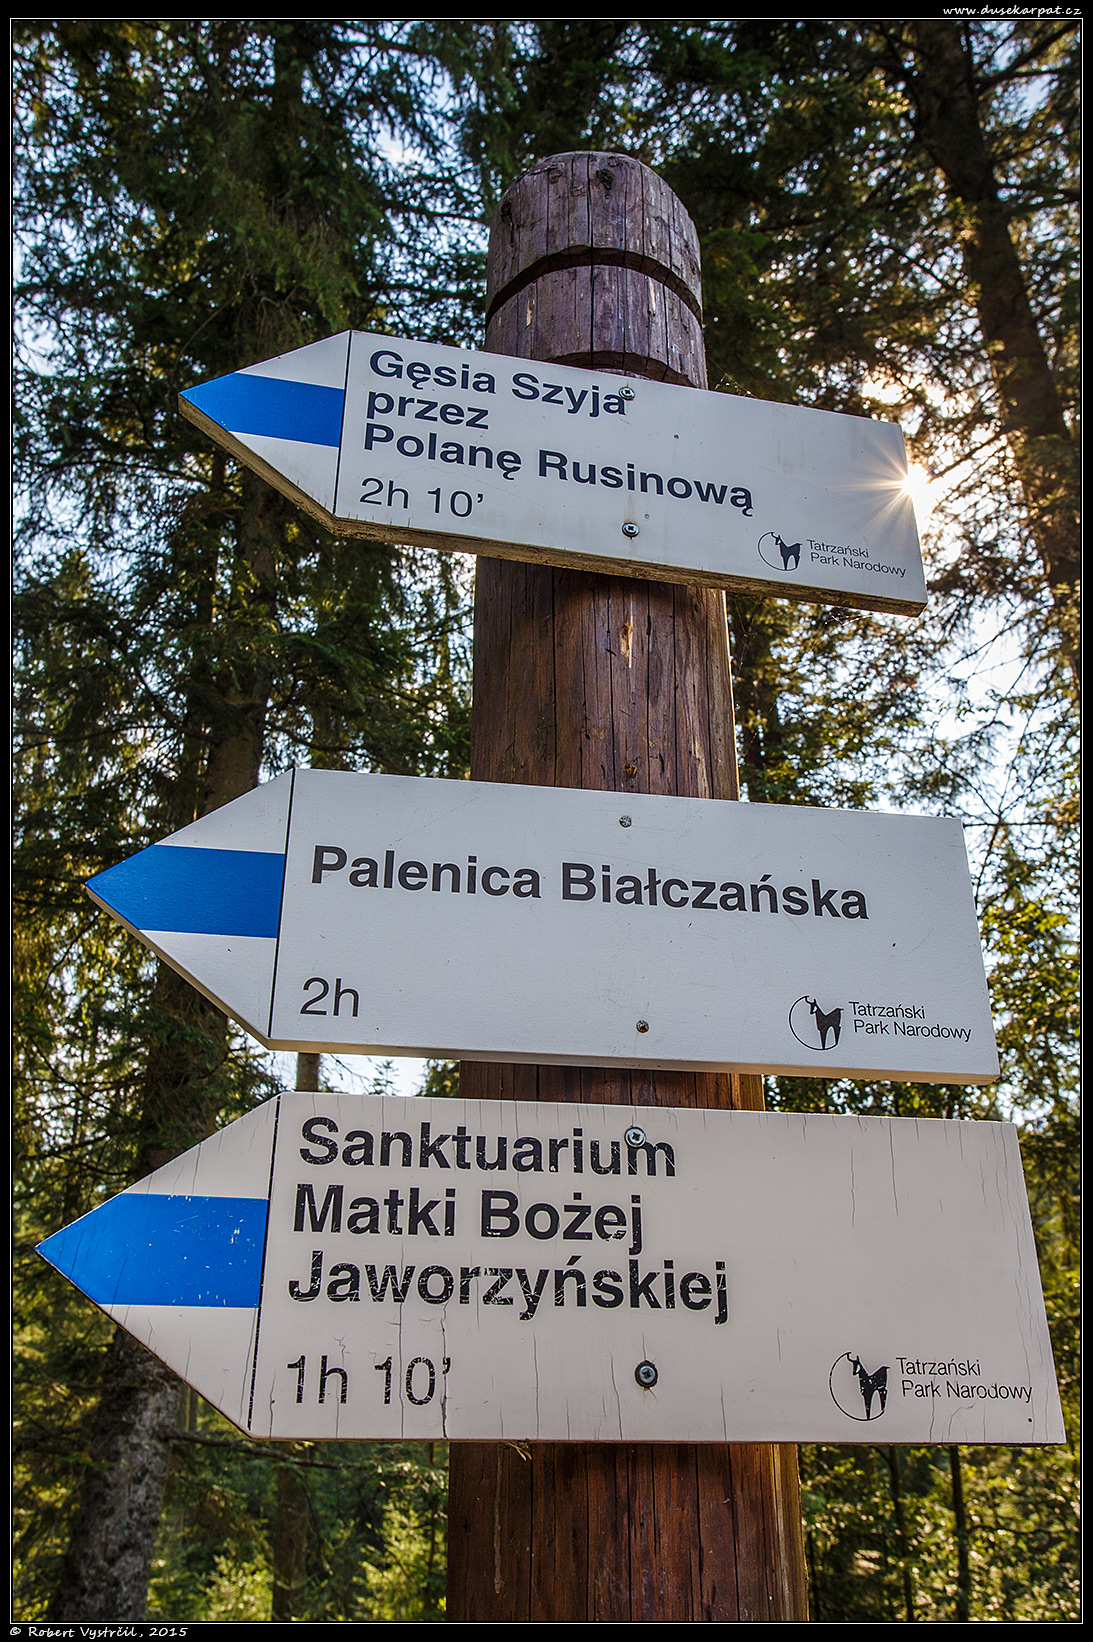 www.dusekarpat.cz
Gęsia Szyja
przez
Polanę Rusinową
2h 10’
Tatrzański
Park Narodowy
Palenica Białczańska
2h
Tatrzański
Park Narodowy
Sanktuarium
Matki Bożej
Jaworzyńskiej
1h 10’
Tatrzański
Park Narodowy
© Robert Vystrčil, 2015